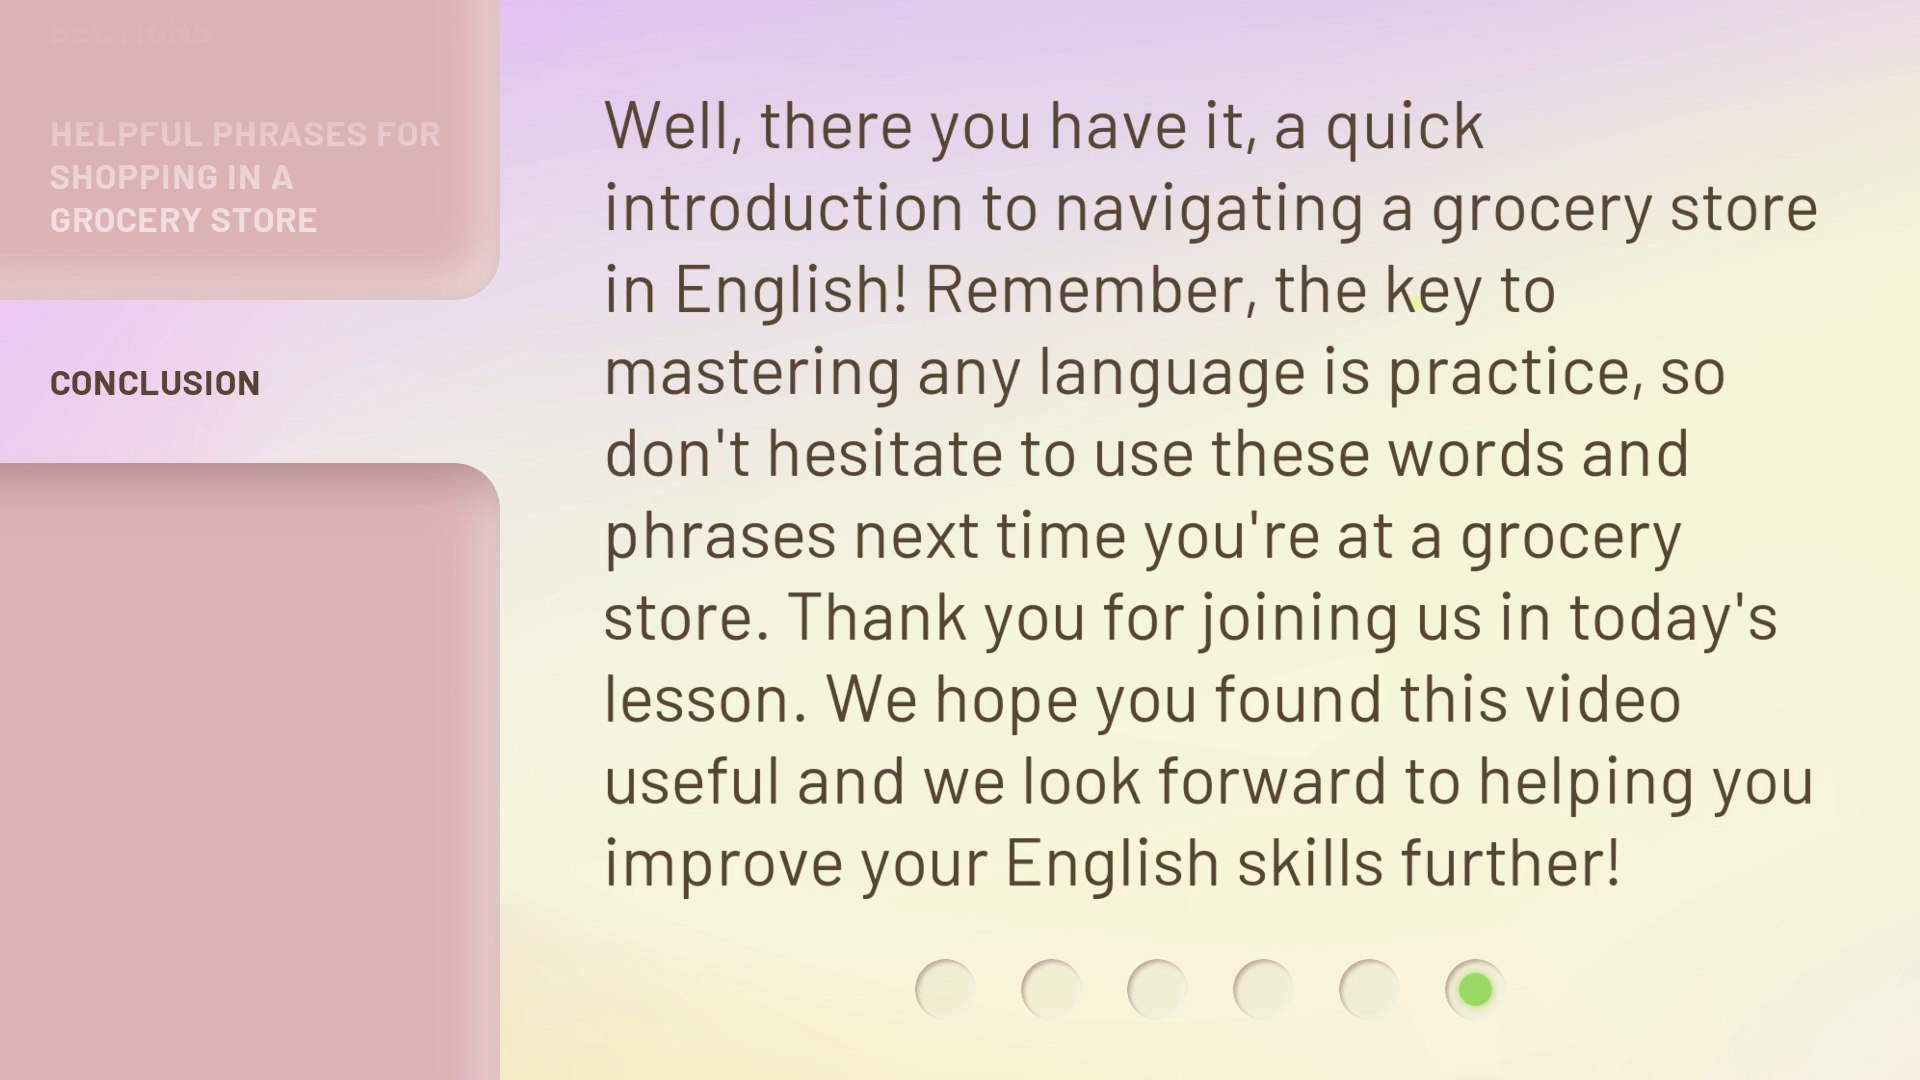 SECTIONS
HELPFUL PHRASES FOR
SHOPPING IN A
GROCERY STORE
CONCLUSION
Well, there you have it, a quick
introduction to navigating a grocery store
in English! Remember, the key to
mastering any language is practice, so
don't hesitate to use these words and
phrases next time you're at a grocery
store. Thank you for joining us in today's
lesson. We hope you found this video
useful and we look forward to helping you
improve your English skills further!